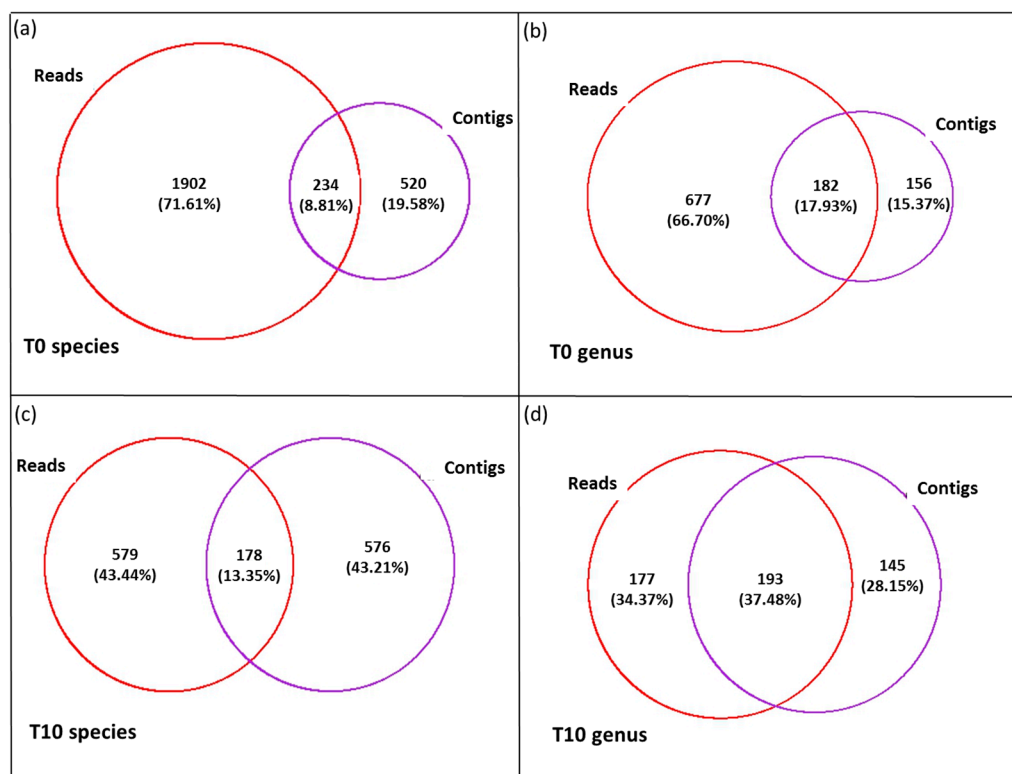 (a)
Reads
Contigs
1902
(71.61%)
234
(8.81%)
520
(19.58%)
T0 species
(b)
Reads
Contigs
677
(66.70%)
182
(17.93%)
156
(15.37%)
T0 genus
(c)
Reads
Contigs
579
(43.44%)
178
(13.35%)
576
(43.21%)
T10 species
(d)
Reads
Contigs
177
(34.37%)
193
(37.48%)
145
(28.15%)
T10 genus